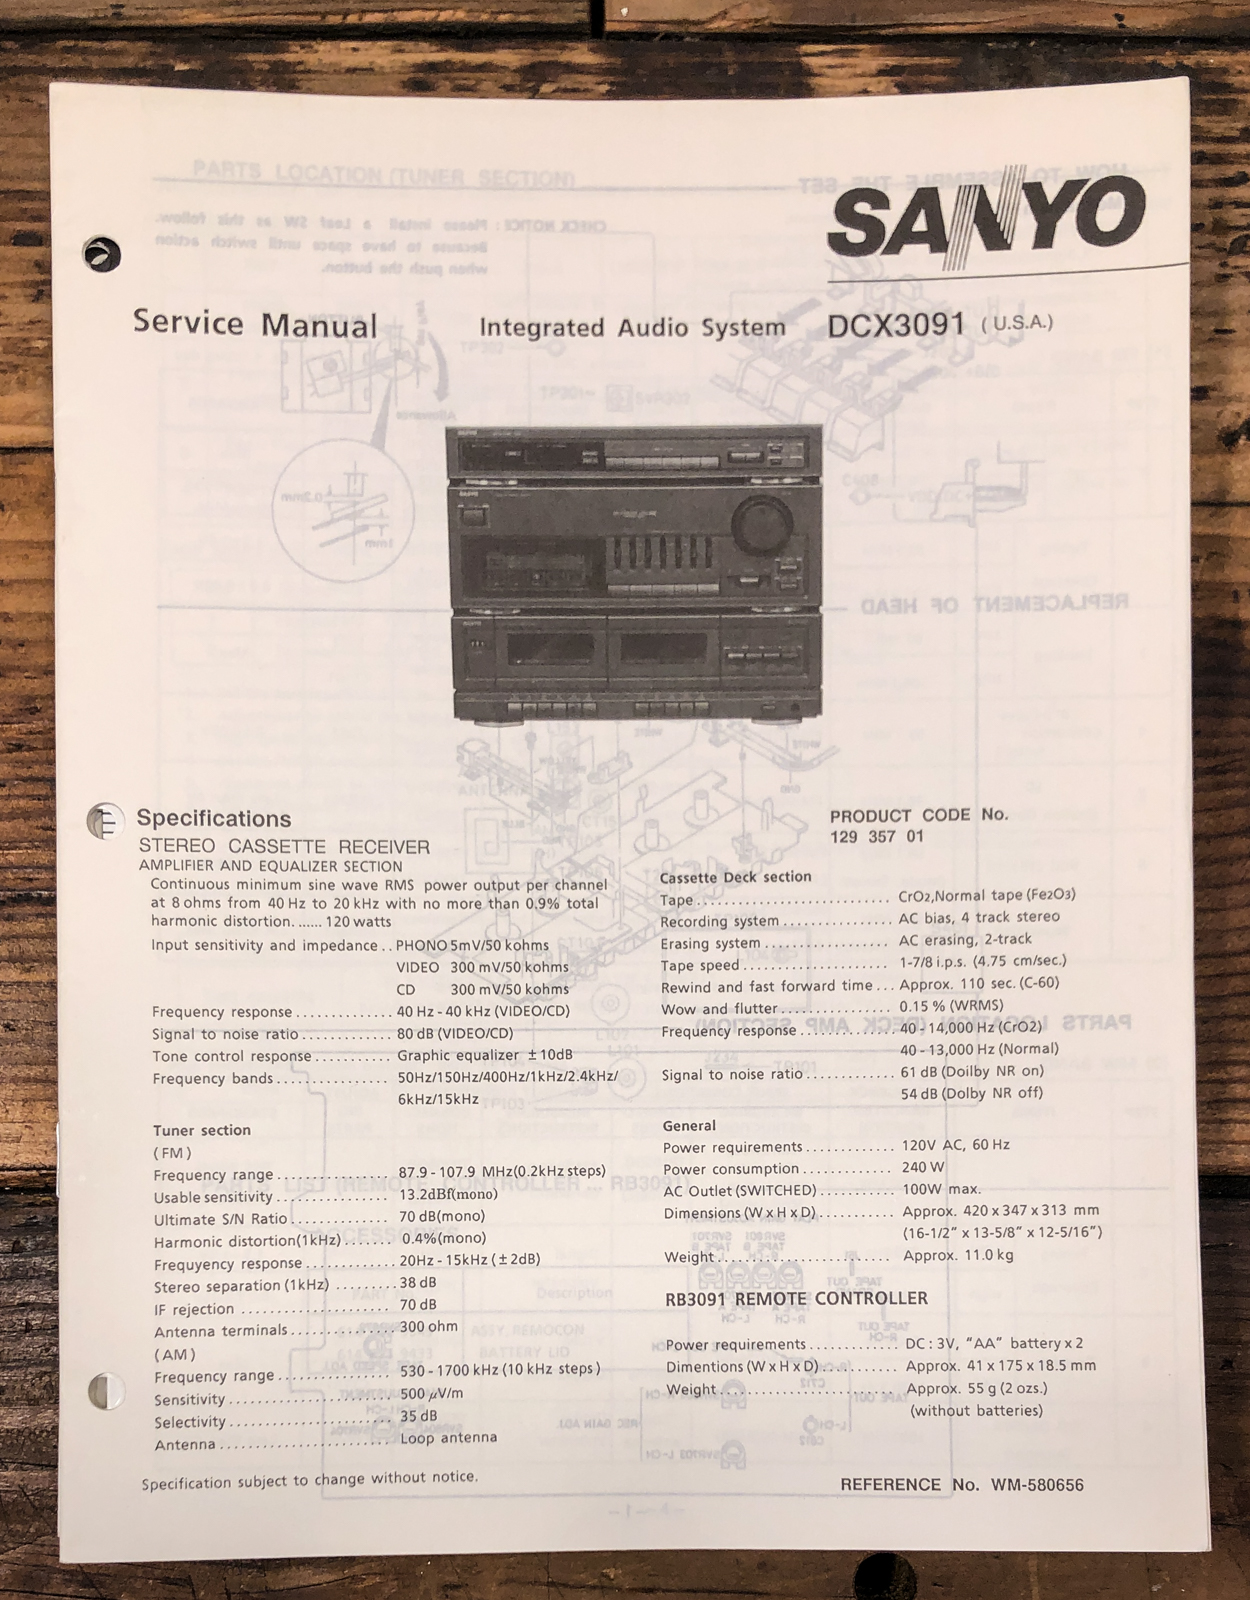 SANYO
Service Manual
Integrated Audio System
DCX3091 (U.S.A.)
Specifications
STEREO CASSETTE RECEIVER
AMPLIFIER AND EQUALIZER SECTION
Continuous minimum sine wave RMS power output per channel
at 8 ohms from 40 Hz to 20 kHz with no more than 0.9% total
harmonic distortion. ...... 120 watts
Input sensitivity and impedance . . PHONO 5mV/50 kohms
VIDEO 300 mV/50 kohms
CD 300 mV/50 kohms
Frequency response ............. 40 Hz - 40 kHz (VIDEO/CD)
Signal to noise ratio ............. 80 dB (VIDEO/CD)
Tone control response ........... Graphic equalizer ± 10dB
Frequency bands ................ 50Hz/150Hz/400Hz/1kHz/2.4kHz/
6kHz/15kHz
Tuner section
(FM)
Frequency range ................ 87.9 - 107.9 MHz(0.2kHz steps)
Usable sensitivity ................ 13.2dBf(mono)
Ultimate S/N Ratio .............. 70 dB(mono)
Harmonic distortion(1kHz) ....... 0.4%(mono)
Frequyency response ............. 20Hz - 15kHz (± 2dB)
Stereo separation (1kHz) ......... 38 dB
IF rejection ..................... 70 dB
Antenna terminals ............... 300 ohm
(AM)
Frequency range ................ 530 - 1700 kHz (10 kHz steps)
Sensitivity ...................... 500 μV/m
Selectivity ....................... 35 dB
Antenna ........................ Loop antenna
Specification subject to change without notice.
PRODUCT CODE No.
129 357 01
Cassette Deck section
Tape ............................ CrO2,Normal tape (Fe2O3)
Recording system ................ AC bias, 4 track stereo
Erasing system .................. AC erasing, 2-track
Tape speed ..................... 1-7/8 i.p.s. (4.75 cm/sec.)
Rewind and fast forward time ... Approx. 110 sec. (C-60)
Wow and flutter ................. 0.15 % (WRMS)
Frequency response .............. 40 - 14,000 Hz (CrO2)
40 - 13,000 Hz (Normal)
Signal to noise ratio ............. 61 dB (Doilby NR on)
54 dB (Dolby NR off)
General
Power requirements ............. 120V AC, 60 Hz
Power consumption ............. 240 W
AC Outlet (SWITCHED) ........... 100W max.
Dimensions (W x H x D) ........... Approx. 420 x 347 x 313 mm
(16-1/2" x 13-5/8" x 12-5/16")
Weight .......................... Approx. 11.0 kg
RB3091 REMOTE CONTROLLER
Power requirements ............. DC : 3V, "AA" battery x 2
Dimentions (W x H x D) ........... Approx. 41 x 175 x 18.5 mm
Weight .......................... Approx. 55 g (2 ozs.)
(without batteries)
REFERENCE No. WM-580656